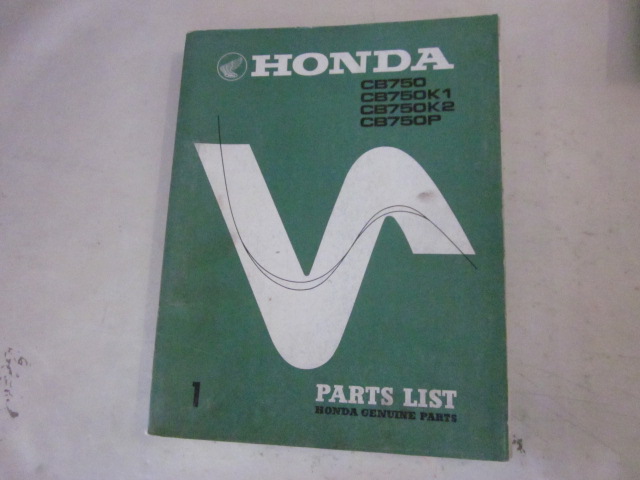 HONDA
CB750
CB750K1
CB750K2
CB750P
1
PARTS LIST
HONDA GENUINE PARTS